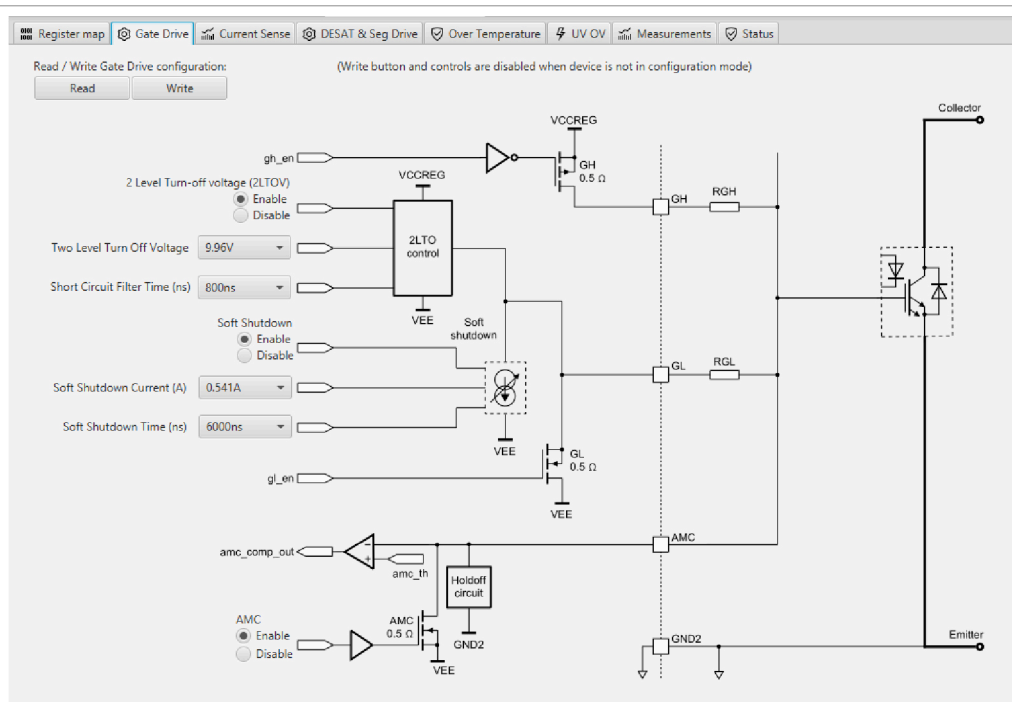 Register map
Gate Drive
Current Sense
DESAT & Seg Drive
Over Temperature
UV OV
Measurements
Status
Read / Write Gate Drive configuration:
(Write button and controls are disabled when device is not in configuration mode)
Read
Write
Collector
VCCREG
gh_en
GH
0.5 Ω
2 Level Turn-off voltage (2LTOV)
Enable
Disable
VCCREG
GH
RGH
2LTO
control
Two Level Turn Off Voltage
9.96V
Short Circuit Filter Time (ns)
800ns
VEE
Soft
shutdown
Soft Shutdown
Enable
Disable
GL
RGL
Soft Shutdown Current (A)
0.541A
Soft Shutdown Time (ns)
6000ns
VEE
GL
0.5 Ω
gl_en
VEE
AMC
amc_comp_out
−
+
amc_th
Holdoff
circuit
AMC
Enable
Disable
AMC
0.5 Ω
GND2
VEE
GND2
Emitter